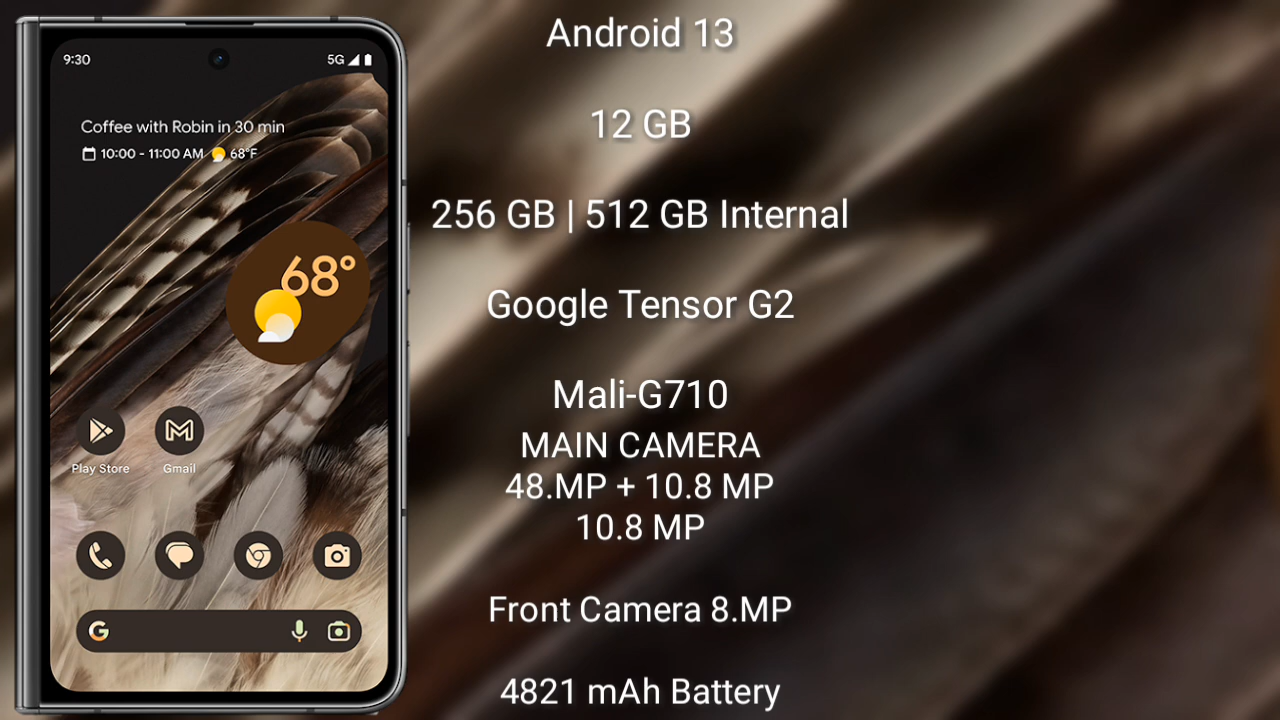 9:30
5G
Coffee with Robin in 30 min
10:00 - 11:00 AM 68°F
68°
Play Store
Gmail
G
Android 13
12 GB
256 GB | 512 GB Internal
Google Tensor G2
Mali-G710
MAIN CAMERA
48.MP + 10.8 MP
10.8 MP
Front Camera 8.MP
4821 mAh Battery